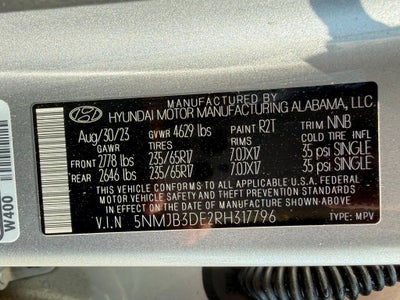 MANUFACTURED BY
HYUNDAI MOTOR MANUFACTURING ALABAMA, LLC.
Aug/30/23 GVWR 4629 lbs PAINT R2T TRIM NNB
GAWR TIRES RIMS COLD TIRE INFL
FRONT 2778 lbs 235/65R17 7.0JX17 35 psi SINGLE
REAR 2646 lbs 235/65R17 7.0JX17 35 psi SINGLE
THIS VEHICLE CONFORMS TO ALL APPLICABLE U.S.A. FEDERAL
MOTOR VEHICLE SAFETY, BUMPER, AND THEFT PREVENTION
STANDARDS IN EFFECT ON THE DATE OF MANUFACTURE SHOWN ABOVE.
V.I.N 5NMJB3DE2RH317796 TYPE: MPV
W400